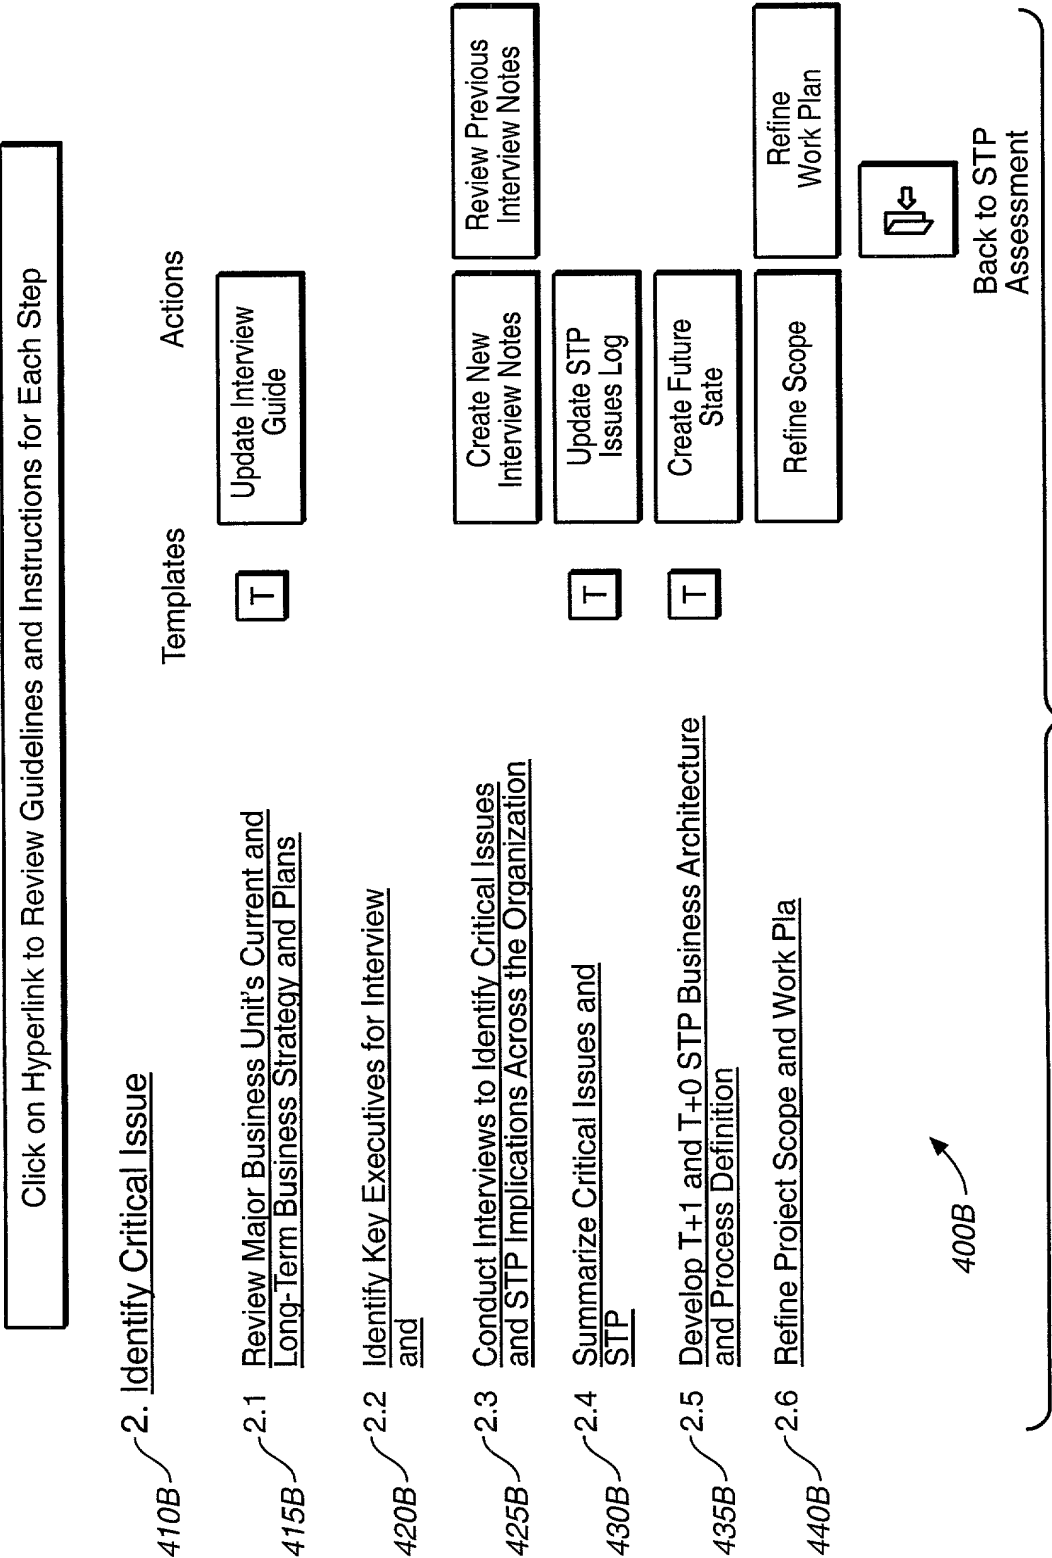 Click on Hyperlink to Review Guidelines and Instructions for Each Step
Templates
Actions
410B
2. Identify Critical Issue
415B
2.1 Review Major Business Unit's Current and
Long-Term Business Strategy and Plans
T
Update Interview
Guide
420B
2.2 Identify Key Executives for Interview
and
425B
2.3 Conduct Interviews to Identify Critical Issues
and STP Implications Across the Organization
Create New
Interview Notes
Review Previous
Interview Notes
430B
2.4 Summarize Critical Issues and
STP
T
Update STP
Issues Log
435B
2.5 Develop T+1 and T+0 STP Business Architecture
and Process Definition
T
Create Future
State
440B
2.6 Refine Project Scope and Work Pla
Refine Scope
Refine
Work Plan
400B
Back to STP
Assessment